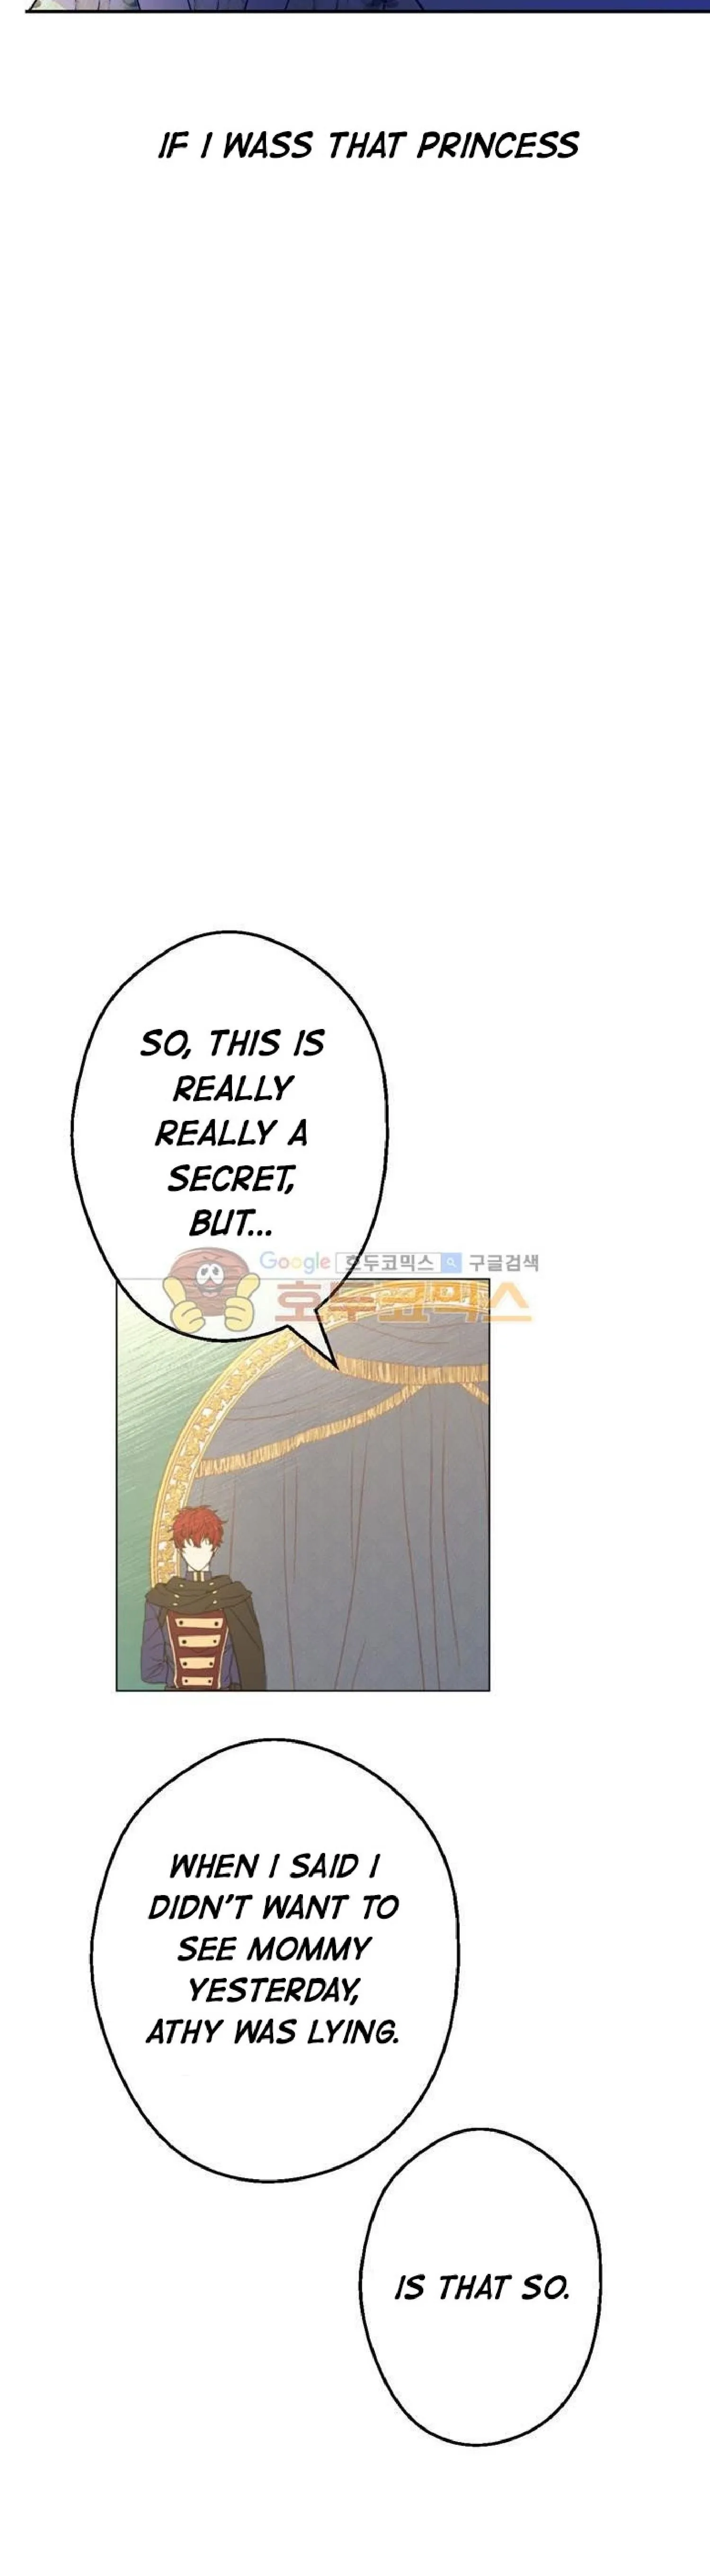 IF I WASS THAT PRINCESS
SO, THIS IS
REALLY
REALLY A
SECRET,
BUT...
Google 호두코믹스 구글검색
호두코믹스
WHEN I SAID I
DIDN'T WANT TO
SEE MOMMY
YESTERDAY,
ATHY WAS LYING.
IS THAT SO.